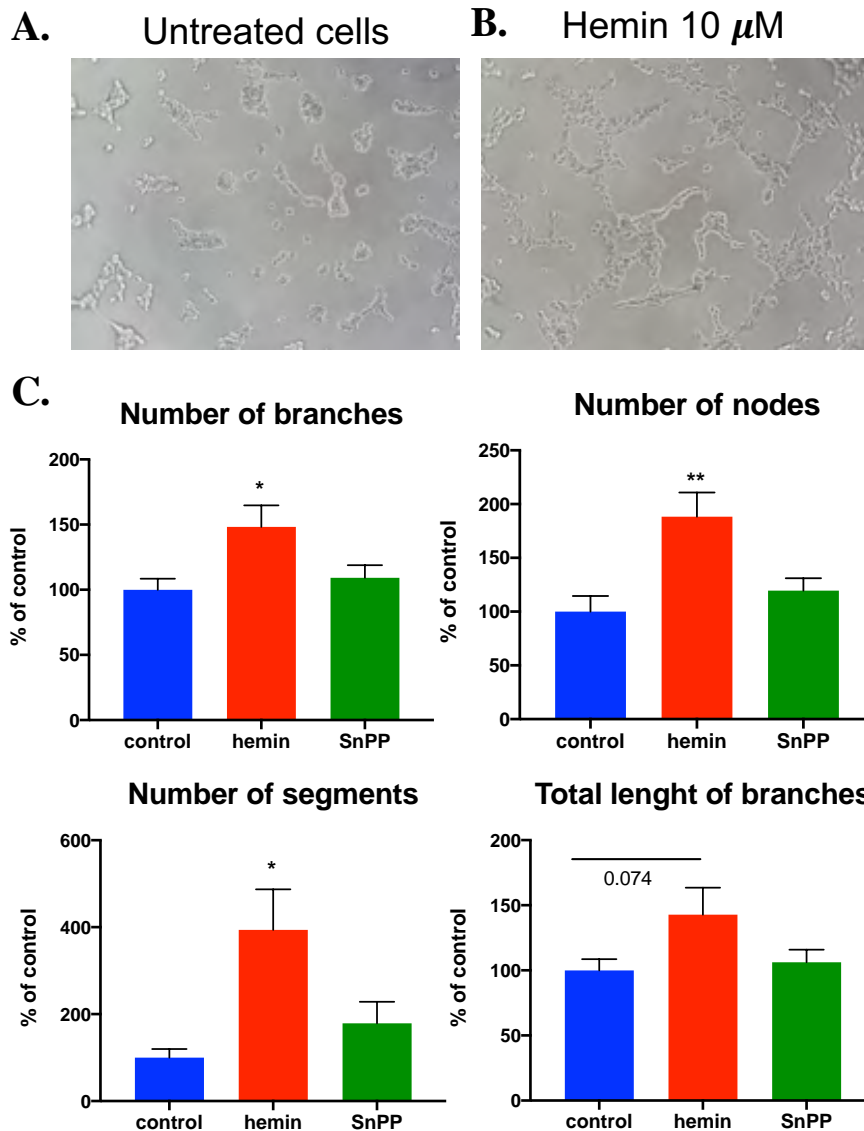 A. Untreated cells
B. Hemin 10 μM
C.
Number of branches
% of control
200
150
100
50
0
control hemin SnPP
*
Number of nodes
% of control
250
200
150
100
50
0
control hemin SnPP
**
Number of segments
% of control
600
400
200
0
control hemin SnPP
*
Total lenght of branches
% of control
200
150
100
50
0
control hemin SnPP
0.074